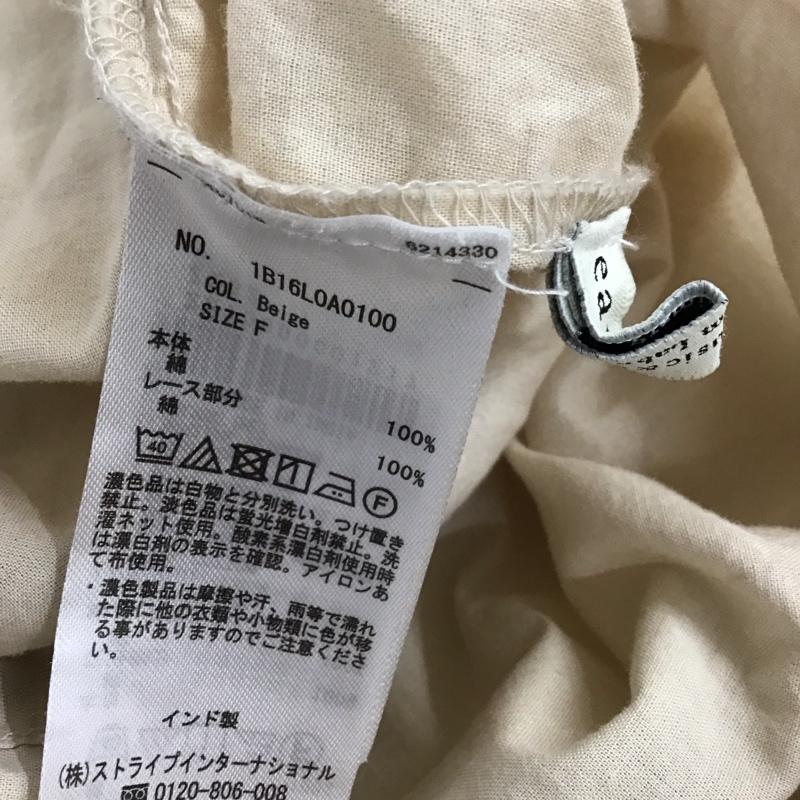 6214330
NO. 1B16L0A0100
COL. Beige
SIZE F
本体
綿 100%
レース部分
綿 100%
40
F
濃色品は白物と分別洗い。つけ置き
禁止。淡色品は蛍光増白剤禁止。洗
濯ネット使用。酸素系漂白剤使用時
は漂白剤の表示を確認。アイロンあ
て布使用。
・濃色製品は摩擦や汗、雨等で濡れ
た際に他の衣類や小物類に色が移
る事がありますのでご注意くださ
い。
インド製
(株)ストライプインターナショナル
0120-806-008
ea